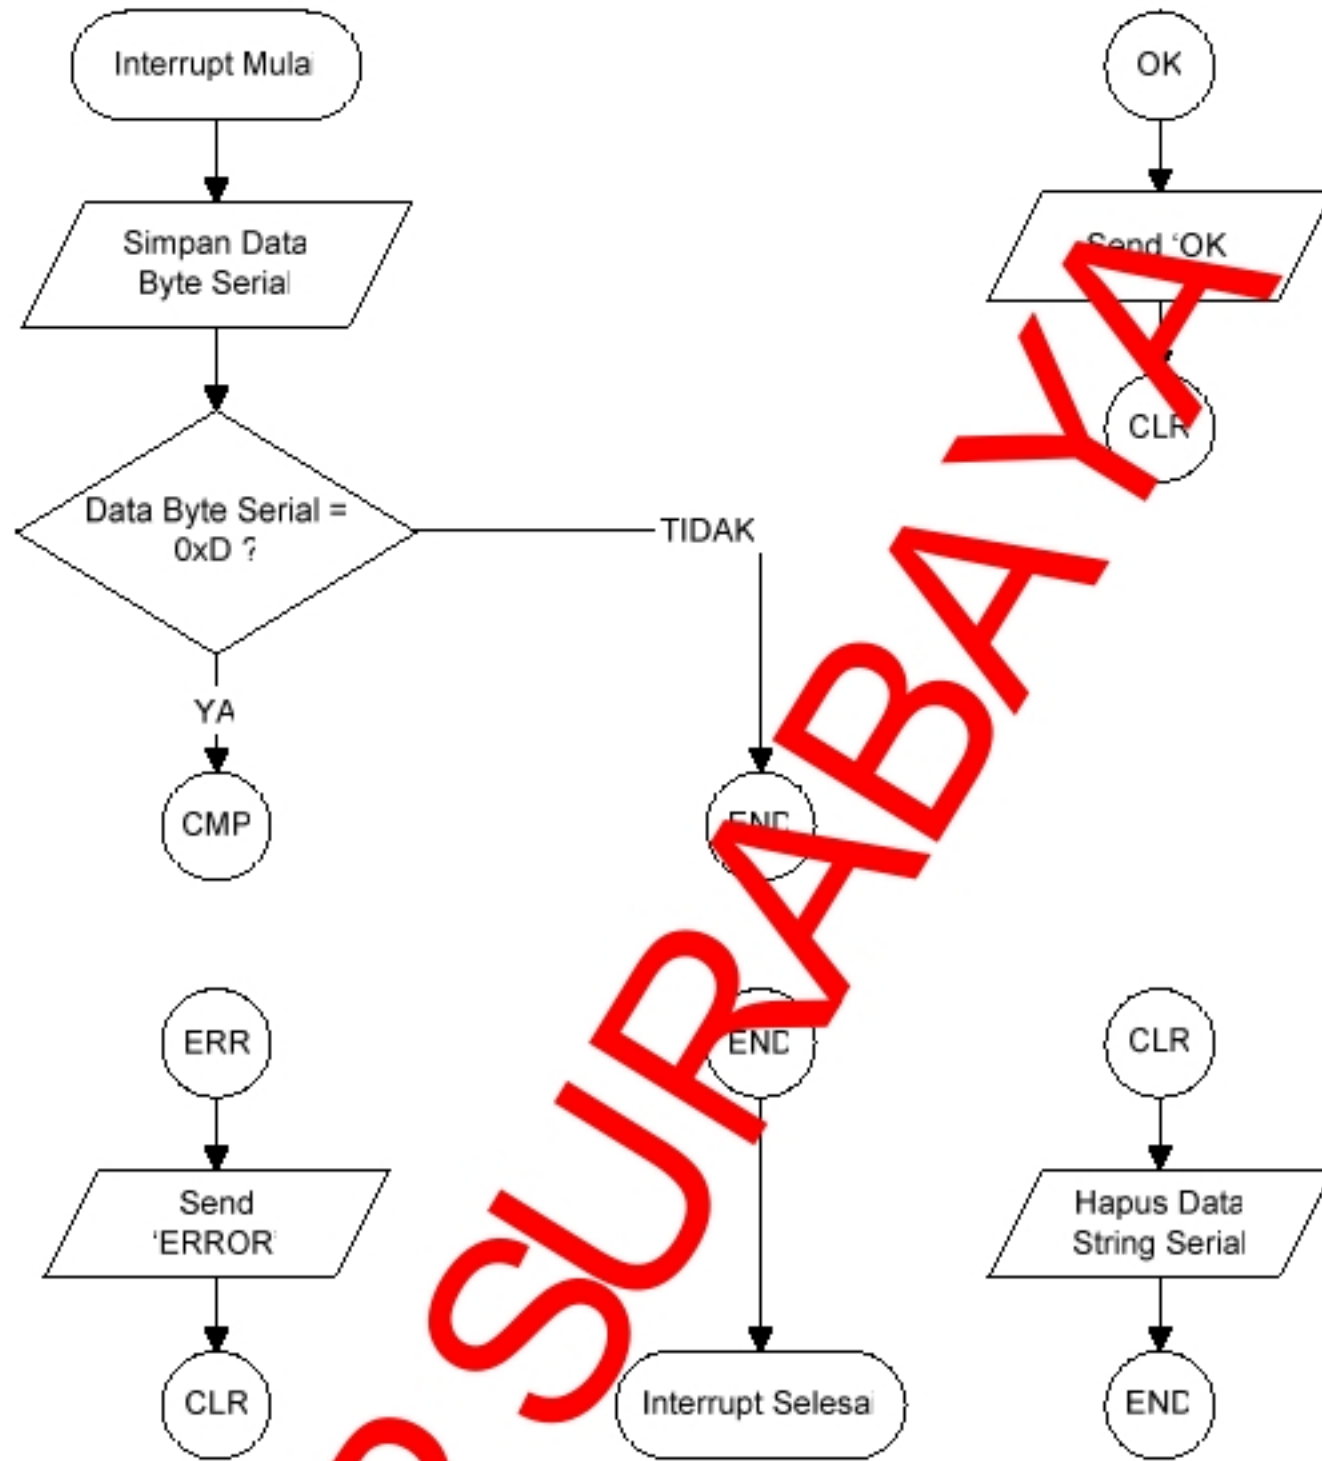 Interrupt Mulai
Simpan Data
Byte Serial
Data Byte Serial =
0xD ?
TIDAK
YA
CMP
END
OK
Send 'OK
CLR
ERR
Send
'ERROR'
CLR
END
Interrupt Selesai
CLR
Hapus Data
String Serial
END
SURABAYA